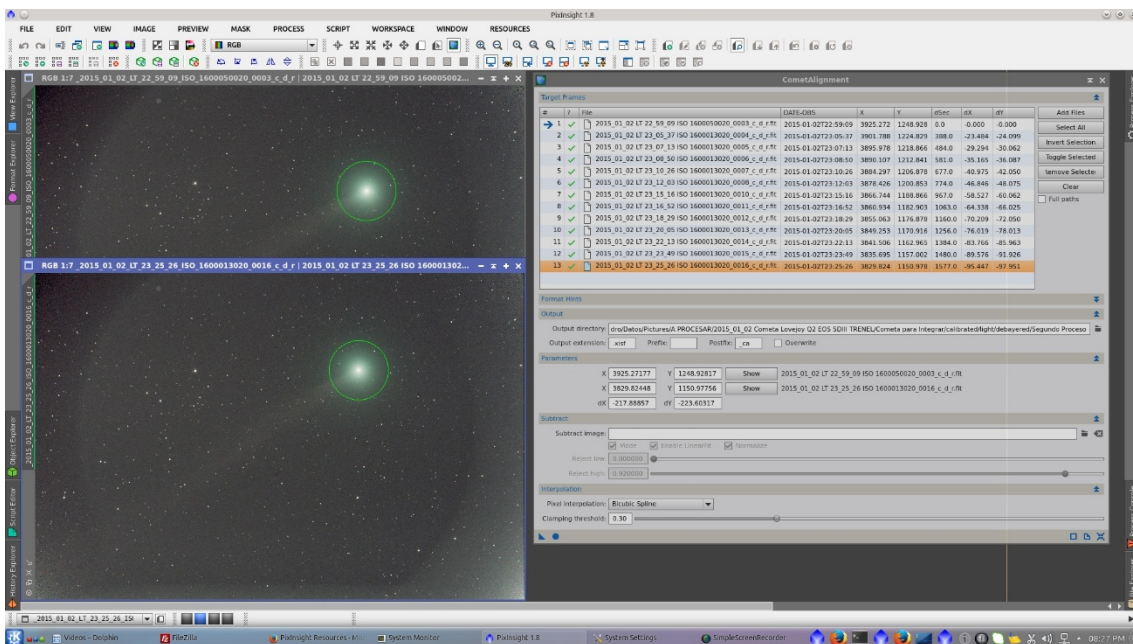 PixInsight 1.8
FILE EDIT VIEW IMAGE PREVIEW MASK PROCESS SCRIPT WORKSPACE WINDOW RESOURCES
RGB
RGB 1:7 _2015_01_02_LT_22_59_09_ISO_1600050020_0003_c_d_r | 2015_01_02 LT 22_59_09 ISO 160005002...
RGB 1:7 _2015_01_02_LT_23_25_26_ISO_1600013020_0016_c_d_r | 2015_01_02 LT 23_25_26 ISO 160001302...
View Explorer
Format Explorer
Object Explorer
Script Editor
History Explorer
CometAlignment
Target Frames
# / File DATE-OBS X Y dSec dX dY
1 2015_01_02 LT 22_59_09 ISO 1600050020_0003_c_d_r.fit 2015-01-02T22:59:09 3925.272 1248.928 0.0 -0.000 -0.000
2 2015_01_02 LT 23_05_37 ISO 1600013020_0004_c_d_r.fit 2015-01-02T23:05:37 3901.788 1224.829 388.0 -23.484 -24.099
3 2015_01_02 LT 23_07_13 ISO 1600013020_0005_c_d_r.fit 2015-01-02T23:07:13 3895.978 1218.866 484.0 -29.294 -30.062
4 2015_01_02 LT 23_08_50 ISO 1600013020_0006_c_d_r.fit 2015-01-02T23:08:50 3890.107 1212.841 581.0 -35.165 -36.087
5 2015_01_02 LT 23_10_26 ISO 1600013020_0007_c_d_r.fit 2015-01-02T23:10:26 3884.297 1206.878 677.0 -40.975 -42.050
6 2015_01_02 LT 23_12_03 ISO 1600013020_0008_c_d_r.fit 2015-01-02T23:12:03 3878.426 1200.853 774.0 -46.846 -48.075
7 2015_01_02 LT 23_15_16 ISO 1600013020_0010_c_d_r.fit 2015-01-02T23:15:16 3866.744 1188.866 967.0 -58.527 -60.062
8 2015_01_02 LT 23_16_52 ISO 1600013020_0011_c_d_r.fit 2015-01-02T23:16:52 3860.934 1182.903 1063.0 -64.338 -66.025
9 2015_01_02 LT 23_18_29 ISO 1600013020_0012_c_d_r.fit 2015-01-02T23:18:29 3855.063 1176.878 1160.0 -70.209 -72.050
10 2015_01_02 LT 23_20_05 ISO 1600013020_0013_c_d_r.fit 2015-01-02T23:20:05 3849.253 1170.916 1256.0 -76.019 -78.013
11 2015_01_02 LT 23_22_13 ISO 1600013020_0014_c_d_r.fit 2015-01-02T23:22:13 3841.506 1162.965 1384.0 -83.766 -85.963
12 2015_01_02 LT 23_23_49 ISO 1600013020_0015_c_d_r.fit 2015-01-02T23:23:49 3835.695 1157.002 1480.0 -89.576 -91.926
13 2015_01_02 LT 23_25_26 ISO 1600013020_0016_c_d_r.fit 2015-01-02T23:25:26 3829.824 1150.978 1577.0 -95.447 -97.951
Add Files
Select All
Invert Selection
Toggle Selected
Remove Selecte
Clear
Full paths
Format Hints
Output
Output directory: dro/Datos/Pictures/A PROCESAR/2015_01_02 Cometa Lovejoy Q2 EOS 5DIII TRENEL/Cometa para Integrar/calibrated/light/debayered/Segundo Proceso
Output extension: .xisf Prefix: Postfix: _ca Overwrite
Parameters
X 3925.27177 Y 1248.92817 Show 2015_01_02 LT 22_59_09 ISO 1600050020_0003_c_d_r.fit
X 3829.82448 Y 1150.97756 Show 2015_01_02 LT 23_25_26 ISO 1600013020_0016_c_d_r.fit
dX -217.88857 dY -223.60317
Subtract
Subtract image:
Mode Enable LinearFit Normalize
Reject low: 0.000000
Reject high: 0.920000
Interpolation
Pixel interpolation: Bicubic Spline
Clamping threshold: 0.30
_2015_01_02_LT_23_25_26_IS
Videos - Dolphin FileZilla PixInsight Resources - Mo System Monitor PixInsight 1.8 System Settings SimpleScreenRecorder 08:27 PM